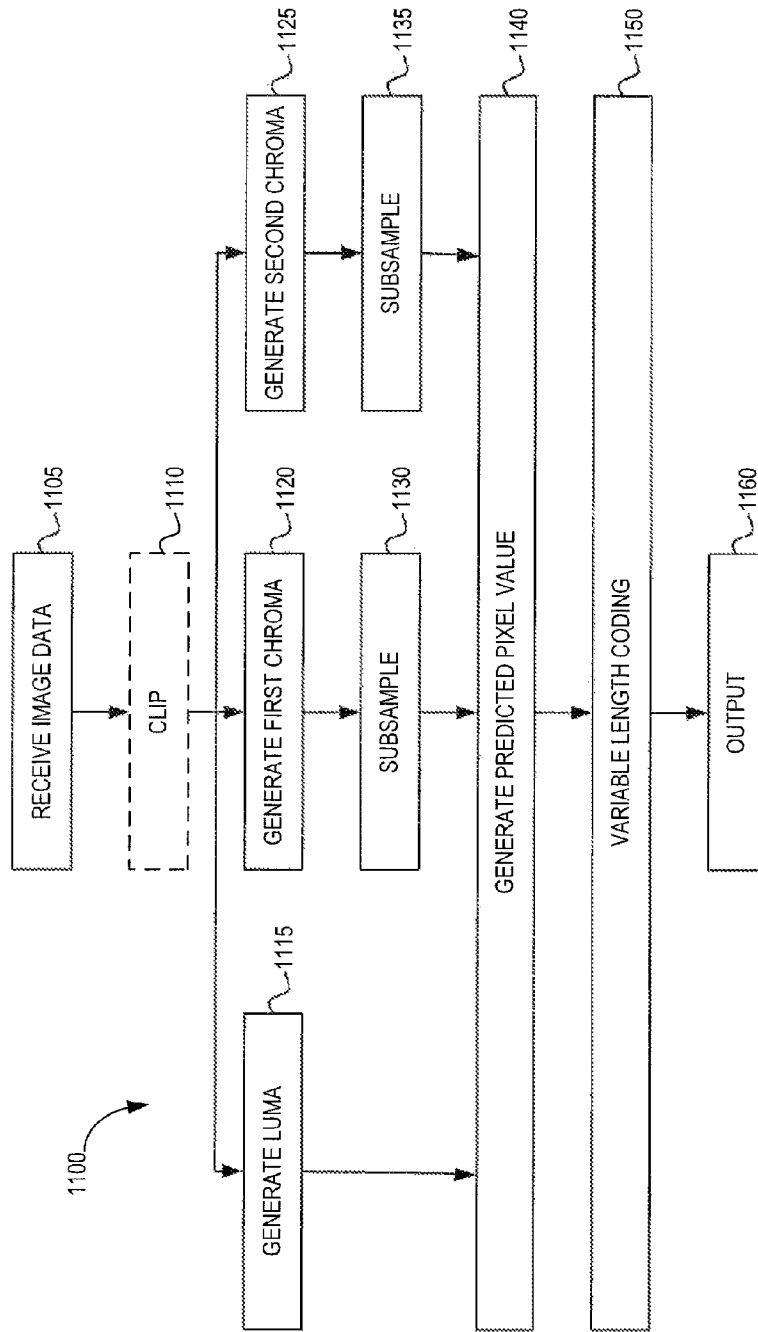 1100
RECEIVE IMAGE DATA
1105
CLIP
1110
GENERATE LUMA
1115
GENERATE FIRST CHROMA
1120
GENERATE SECOND CHROMA
1125
SUBSAMPLE
1130
SUBSAMPLE
1135
GENERATE PREDICTED PIXEL VALUE
1140
VARIABLE LENGTH CODING
1150
OUTPUT
1160